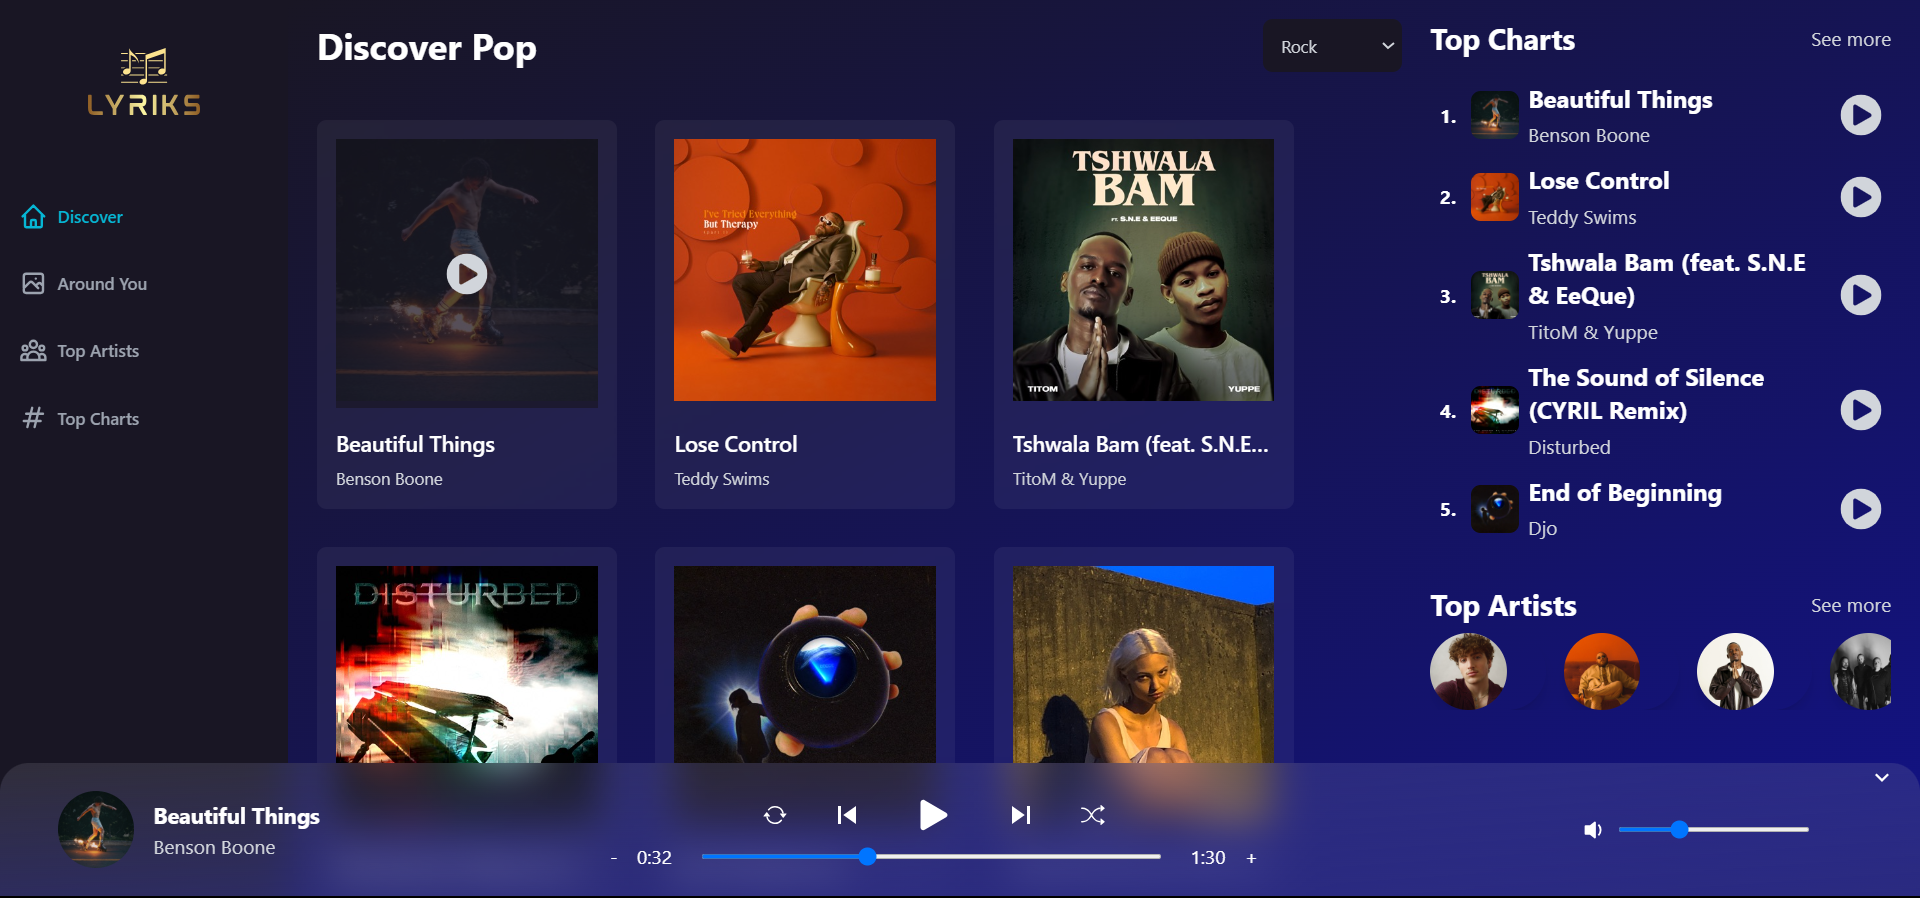 LYRIKS
Discover
Around You
Top Artists
Top Charts
Discover Pop
Rock
I've Tried Everything
But Therapy
TSHWALA
BAM
FT. S.N.E & EEQUE
TITOM
YUPPE
Beautiful Things
Benson Boone
Lose Control
Teddy Swims
Tshwala Bam (feat. S.N.E...
TitoM & Yuppe
DISTURBED
Top Charts
See more
1.
Beautiful Things
Benson Boone
2.
Lose Control
Teddy Swims
3.
Tshwala Bam (feat. S.N.E
& EeQue)
TitoM & Yuppe
4.
The Sound of Silence
(CYRIL Remix)
Disturbed
5.
End of Beginning
Djo
Top Artists
See more
Beautiful Things
Benson Boone
- 0:32
1:30 +